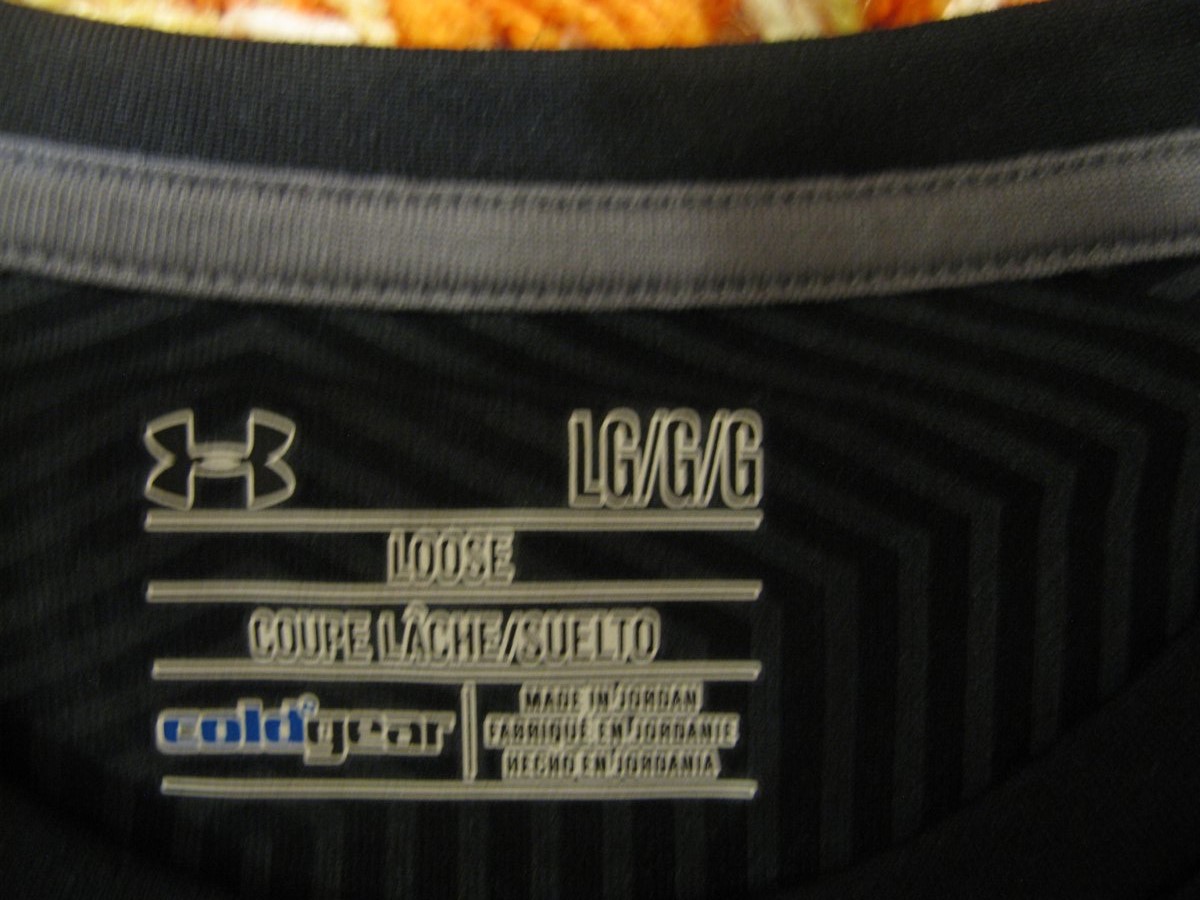 LG/G/G
LOOSE
COUPE LÂCHE/SUELTO
coldgear®
MADE IN JORDAN
FABRIQUÉ EN JORDANIE
HECHO EN JORDANIA